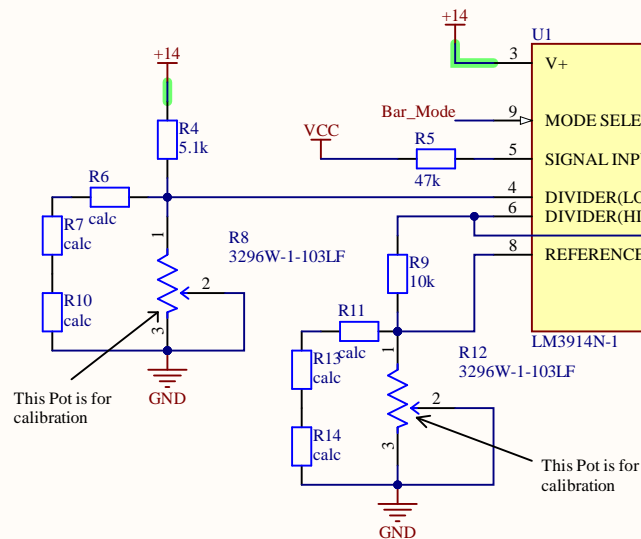 +14
U1
+14
3
V+
Bar_Mode
9
MODE SELE
R4
5.1k
VCC
R5
5
SIGNAL INP
47k
R6
calc
4
DIVIDER(LO
6
DIVIDER(HI
R7
calc
1
R8
3296W-1-103LF
8
REFERENCE
R9
10k
2
R10
calc
3
R11
calc
1
LM3914N-1
R12
3296W-1-103LF
R13
calc
This Pot is for
calibration
GND
2
R14
calc
3
This Pot is for
calibration
GND